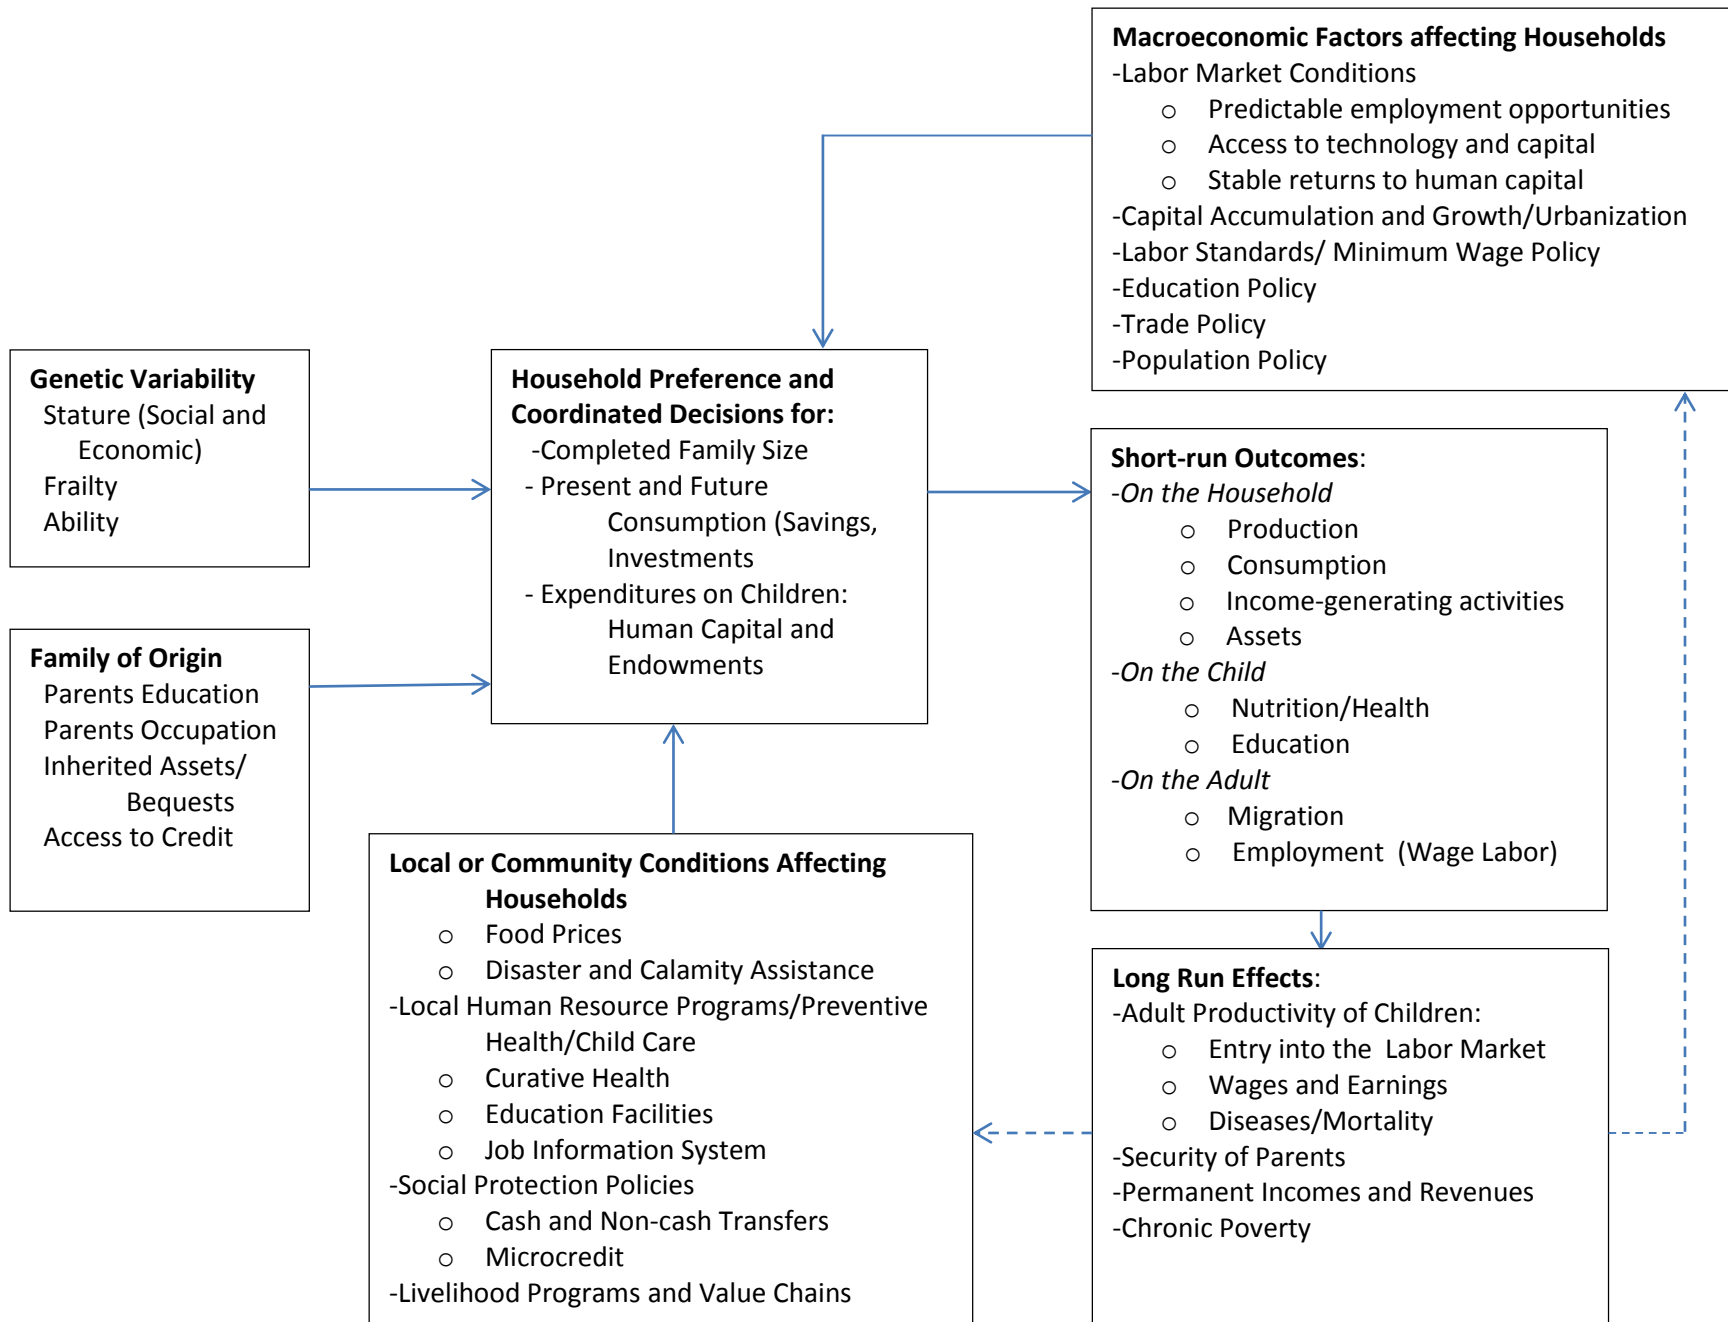 Macroeconomic Factors affecting Households
-Labor Market Conditions
o Predictable employment opportunities
o Access to technology and capital
o Stable returns to human capital
-Capital Accumulation and Growth/Urbanization
-Labor Standards/ Minimum Wage Policy
-Education Policy
-Trade Policy
-Population Policy
Genetic Variability
Stature (Social and
Economic)
Frailty
Ability
Household Preference and
Coordinated Decisions for:
-Completed Family Size
- Present and Future
Consumption (Savings,
Investments
- Expenditures on Children:
Human Capital and
Endowments
Short-run Outcomes:
-On the Household
o Production
o Consumption
o Income-generating activities
o Assets
-On the Child
o Nutrition/Health
o Education
-On the Adult
o Migration
o Employment (Wage Labor)
Family of Origin
Parents Education
Parents Occupation
Inherited Assets/
Bequests
Access to Credit
Local or Community Conditions Affecting
Households
o Food Prices
o Disaster and Calamity Assistance
-Local Human Resource Programs/Preventive
Health/Child Care
o Curative Health
o Education Facilities
o Job Information System
-Social Protection Policies
o Cash and Non-cash Transfers
o Microcredit
-Livelihood Programs and Value Chains
Long Run Effects:
-Adult Productivity of Children:
o Entry into the Labor Market
o Wages and Earnings
o Diseases/Mortality
-Security of Parents
-Permanent Incomes and Revenues
-Chronic Poverty